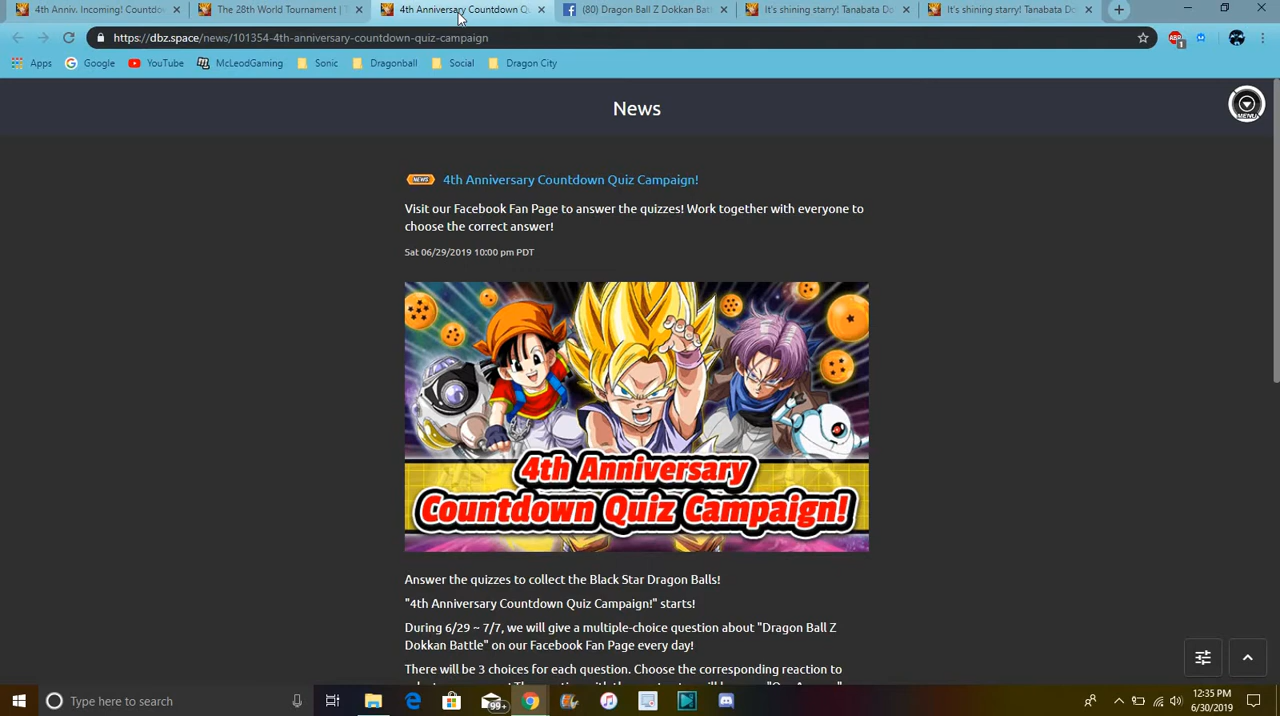 4th Anniv. Incoming! Countdo
The 28th World Tournament |
4th Anniversary Countdown Q
(80) Dragon Ball Z Dokkan Bat
It's shining starry! Tanabata Do
It's shining starry! Tanabata Do
https://dbz.space/news/101354-4th-anniversary-countdown-quiz-campaign
ABP
1
Apps
Google
YouTube
McLeodGaming
Sonic
Dragonball
Social
Dragon City
News
MENU
NEWS 4th Anniversary Countdown Quiz Campaign!
Visit our Facebook Fan Page to answer the quizzes! Work together with everyone to
choose the correct answer!
Sat 06/29/2019 10:00 pm PDT
4th Anniversary
Countdown Quiz Campaign!
Answer the quizzes to collect the Black Star Dragon Balls!
"4th Anniversary Countdown Quiz Campaign!" starts!
During 6/29 ~ 7/7, we will give a multiple-choice question about "Dragon Ball Z
Dokkan Battle" on our Facebook Fan Page every day!
There will be 3 choices for each question. Choose the corresponding reaction to
Type here to search
99+
12:35 PM
6/30/2019